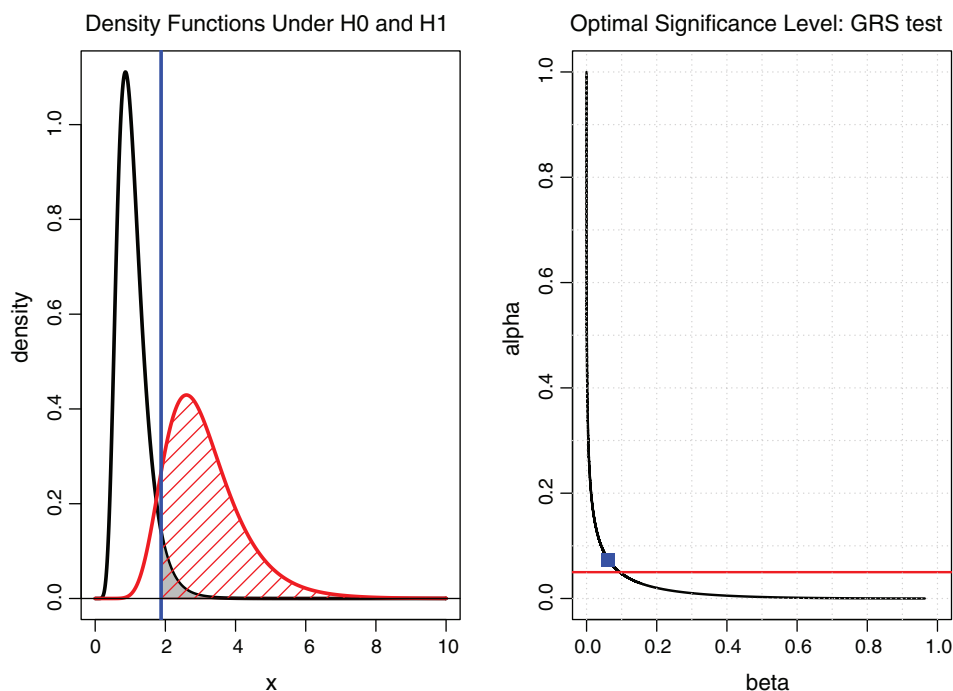 Density Functions Under H0 and H1
density
0.0 0.2 0.4 0.6 0.8 1.0
0 2 4 6 8 10
x
Optimal Significance Level: GRS test
alpha
0.0 0.2 0.4 0.6 0.8 1.0
0.0 0.2 0.4 0.6 0.8 1.0
beta